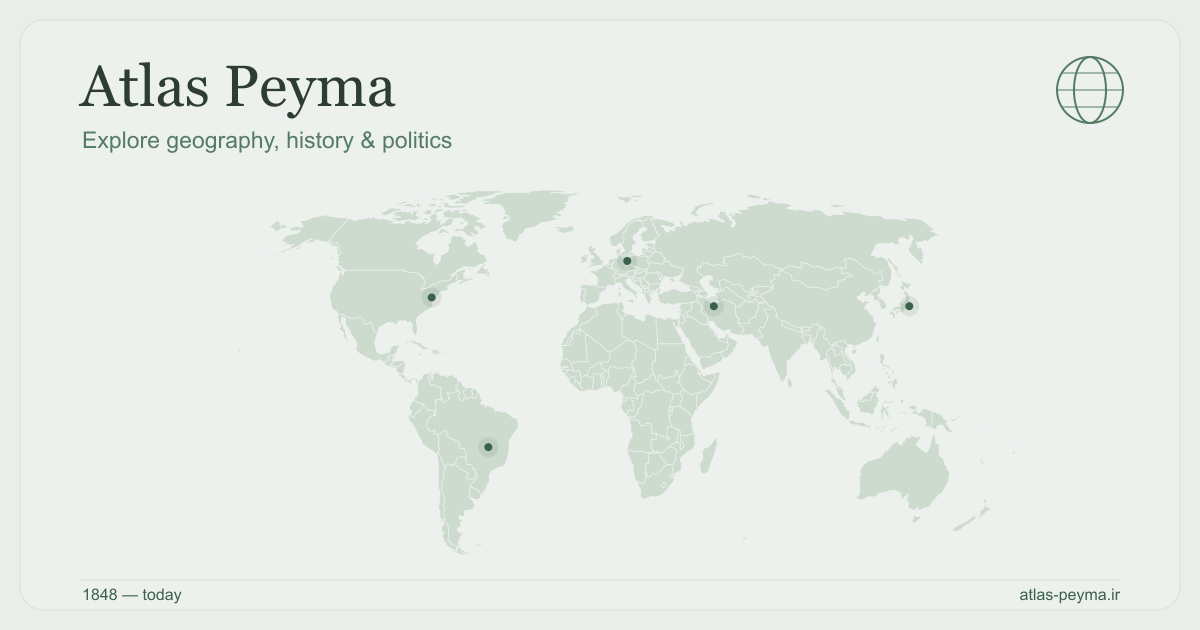 Atlas Peyma
Explore geography, history & politics
1848 — today
atlas-peyma.ir